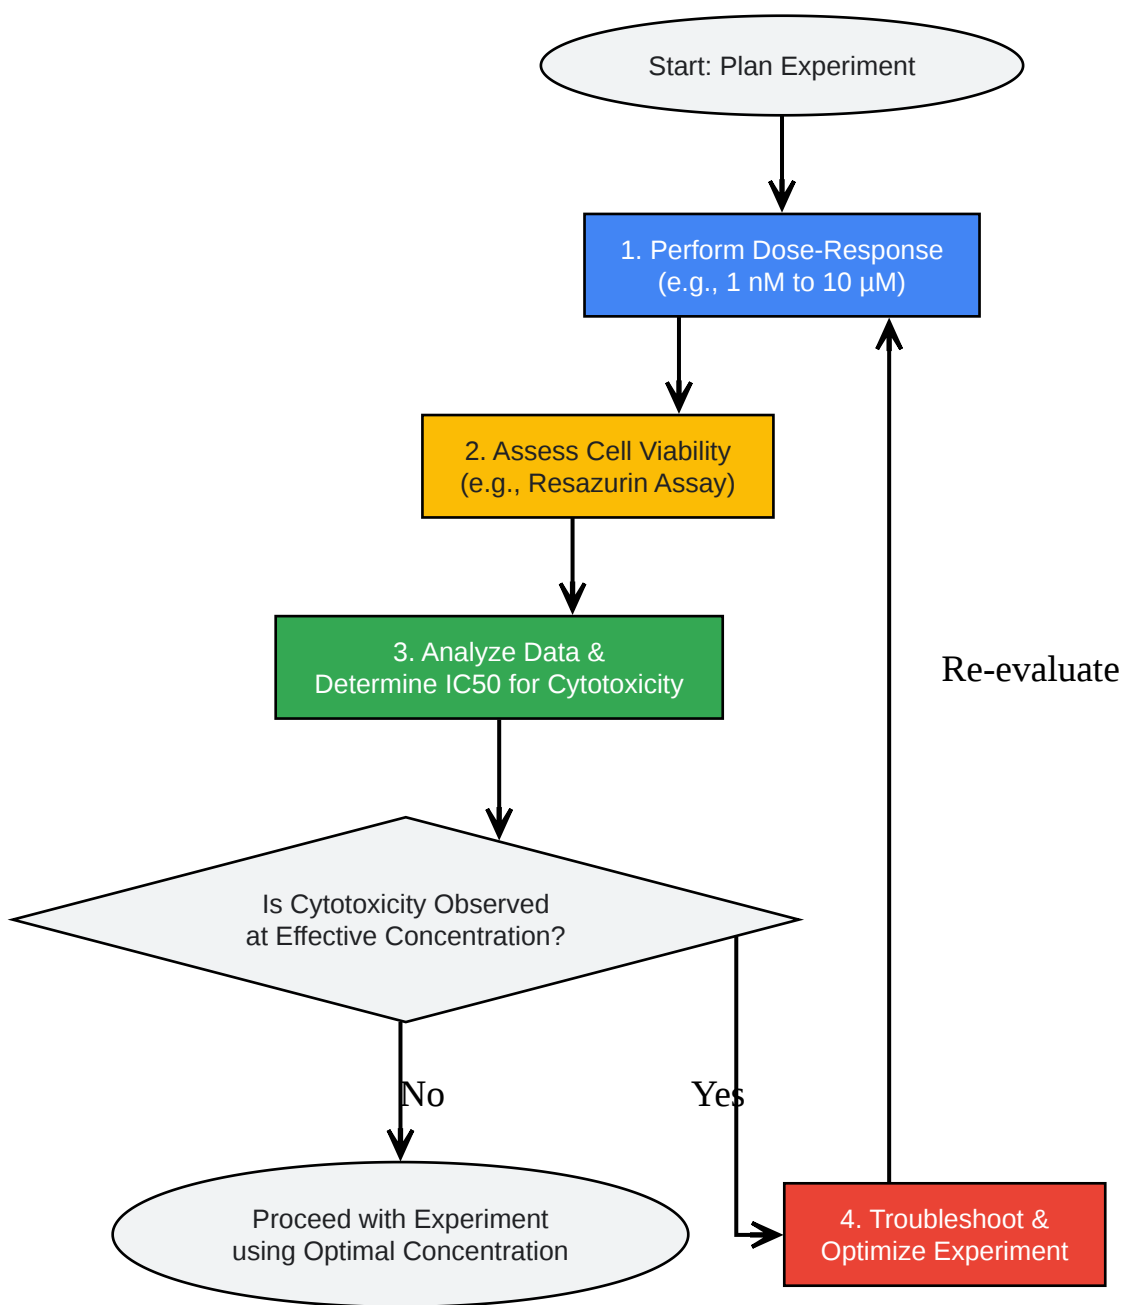 Start: Plan Experiment
1. Perform Dose-Response
(e.g., 1 nM to 10 µM)
2. Assess Cell Viability
(e.g., Resazurin Assay)
3. Analyze Data &
Determine IC50 for Cytotoxicity
Re-evaluate
Is Cytotoxicity Observed
at Effective Concentration?
No
Yes
Proceed with Experiment
using Optimal Concentration
4. Troubleshoot &
Optimize Experiment